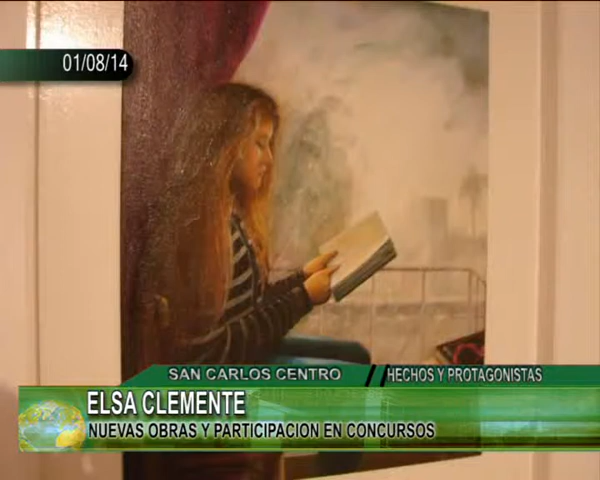 01/08/14
SAN CARLOS CENTRO // HECHOS Y PROTAGONISTAS
ELSA CLEMENTE
NUEVAS OBRAS Y PARTICIPACION EN CONCURSOS